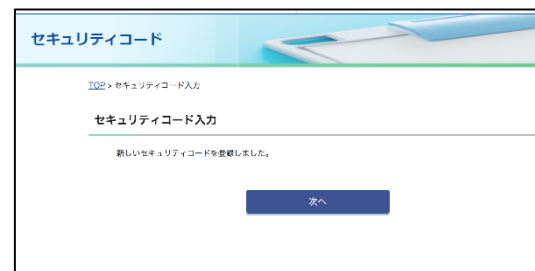 セキュリティコード
TOP > セキュリティコード入力
セキュリティコード入力
新しいセキュリティコードを登録しました。
次へ